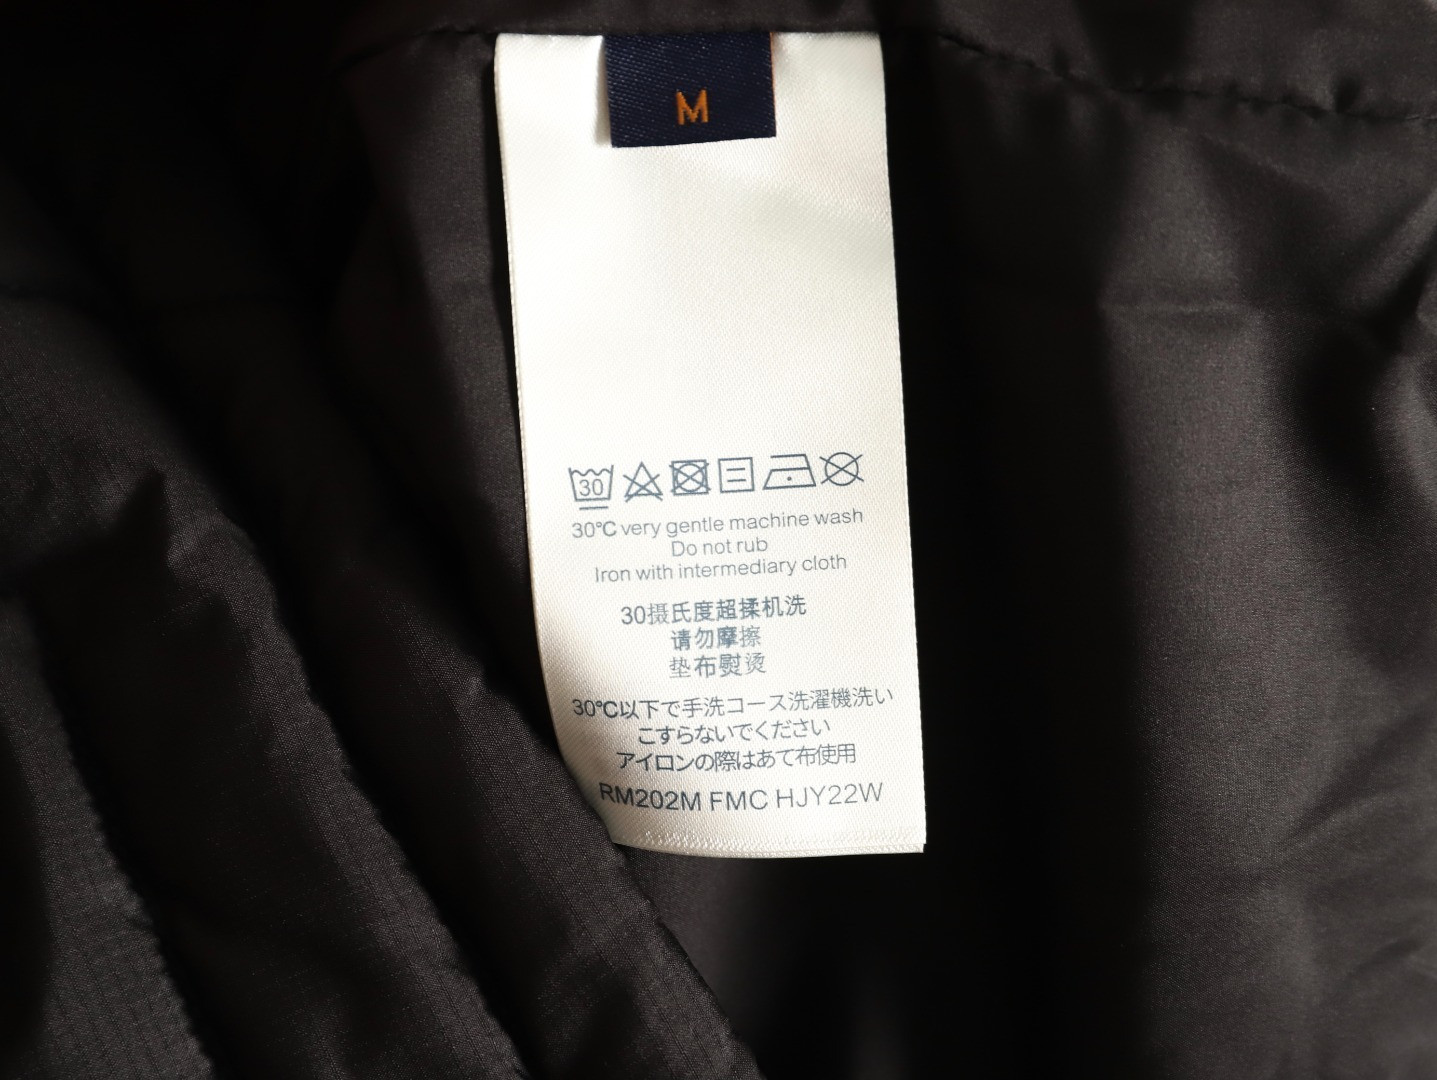 M
30
30℃ very gentle machine wash
Do not rub
Iron with intermediary cloth
30摄氏度超揉机洗
请勿摩擦
垫布熨烫
30℃以下で手洗コース洗濯機洗い
こすらないでください
アイロンの際はあて布使用
RM202M FMC HJY22W